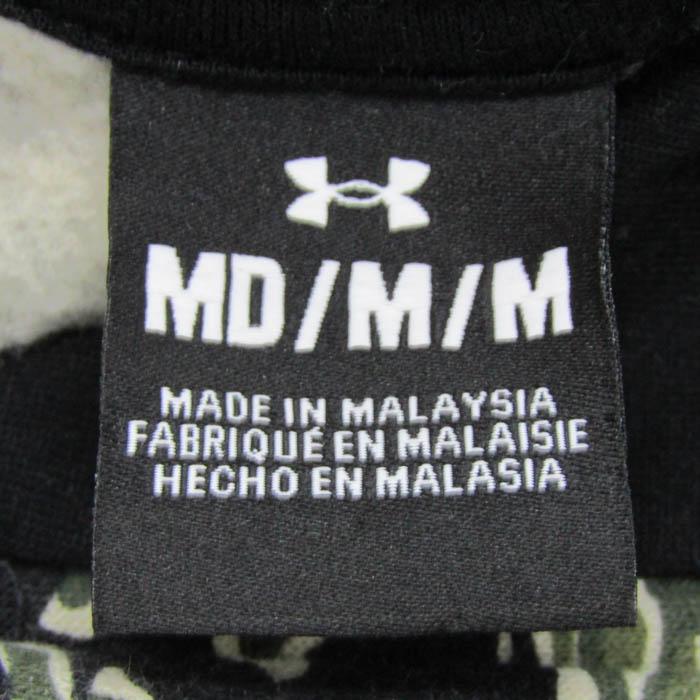 MD/M/M
MADE IN MALAYSIA
FABRIQUÉ EN MALAISIE
HECHO EN MALASIA